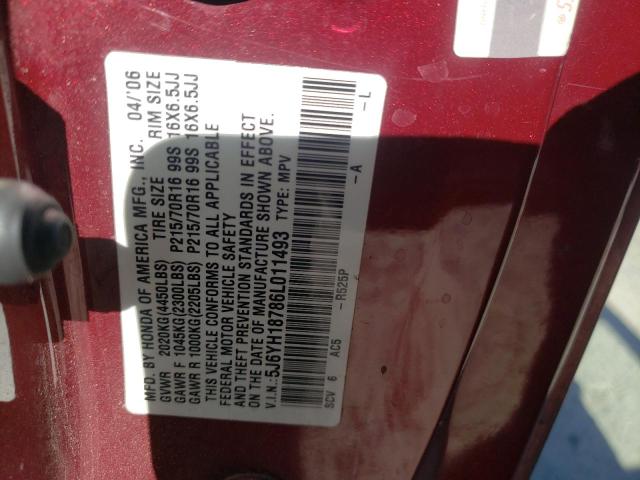 MFD. BY HONDA OF AMERICA MFG., INC. 04/'06
GVWR 2020KG(4450LBS) TIRE SIZE RIM SIZE
GAWR F 1045KG(2300LBS) P215/70R16 99S 16X6.5JJ
GAWR R 1000KG(2205LBS) P215/70R16 99S 16X6.5JJ
THIS VEHICLE CONFORMS TO ALL APPLICABLE
FEDERAL MOTOR VEHICLE SAFETY
AND THEFT PREVENTION STANDARDS IN EFFECT
ON THE DATE OF MANUFACTURE SHOWN ABOVE.
V.I.N.:5J6YH18786L011493 TYPE: MPV
SCV 6 AC5 -R525P -A -L